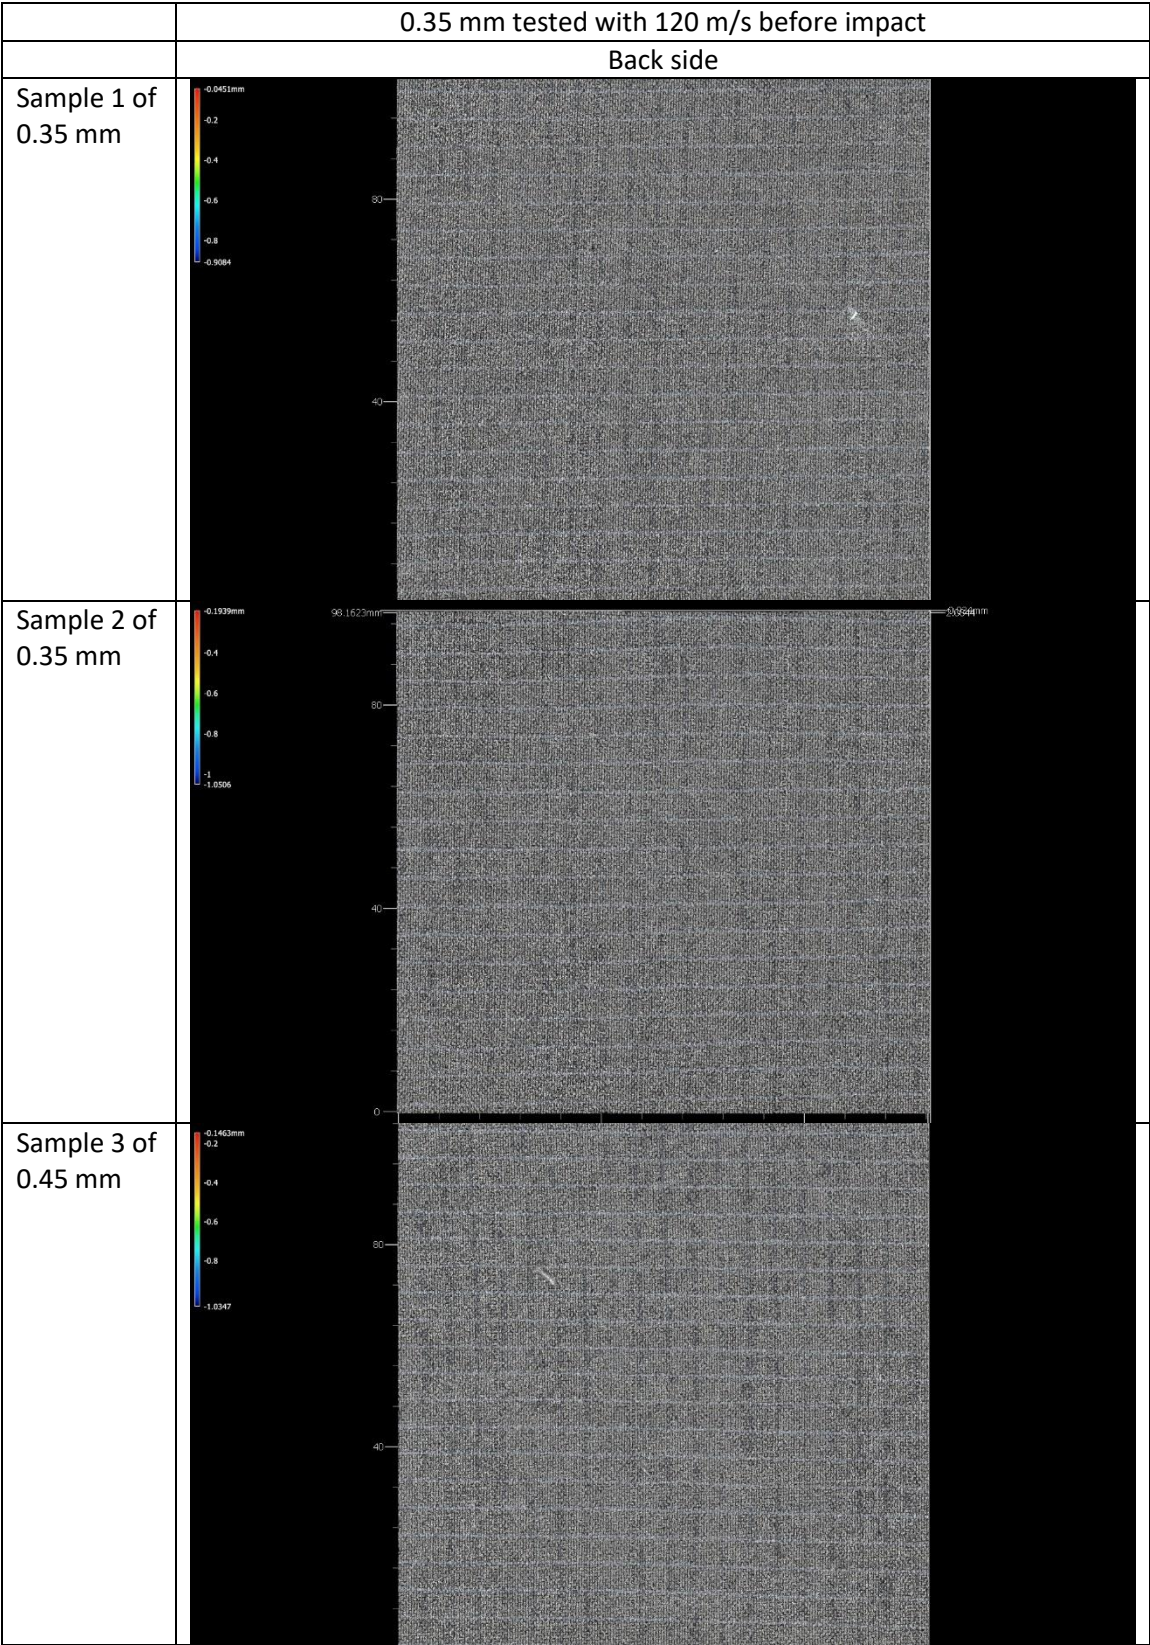 0.35 mm tested with 120 m/s before impact
Back side
Sample 1 of
0.35 mm
-0.0451mm
-0.2
-0.4
-0.6
-0.8
-0.9084
80
40
Sample 2 of
0.35 mm
-0.1939mm
-0.4
-0.6
-0.8
-1
-1.0506
98.1623mm
80
40
0
Sample 3 of
0.45 mm
-0.1463mm
-0.2
-0.4
-0.6
-0.8
-1.0347
80
40